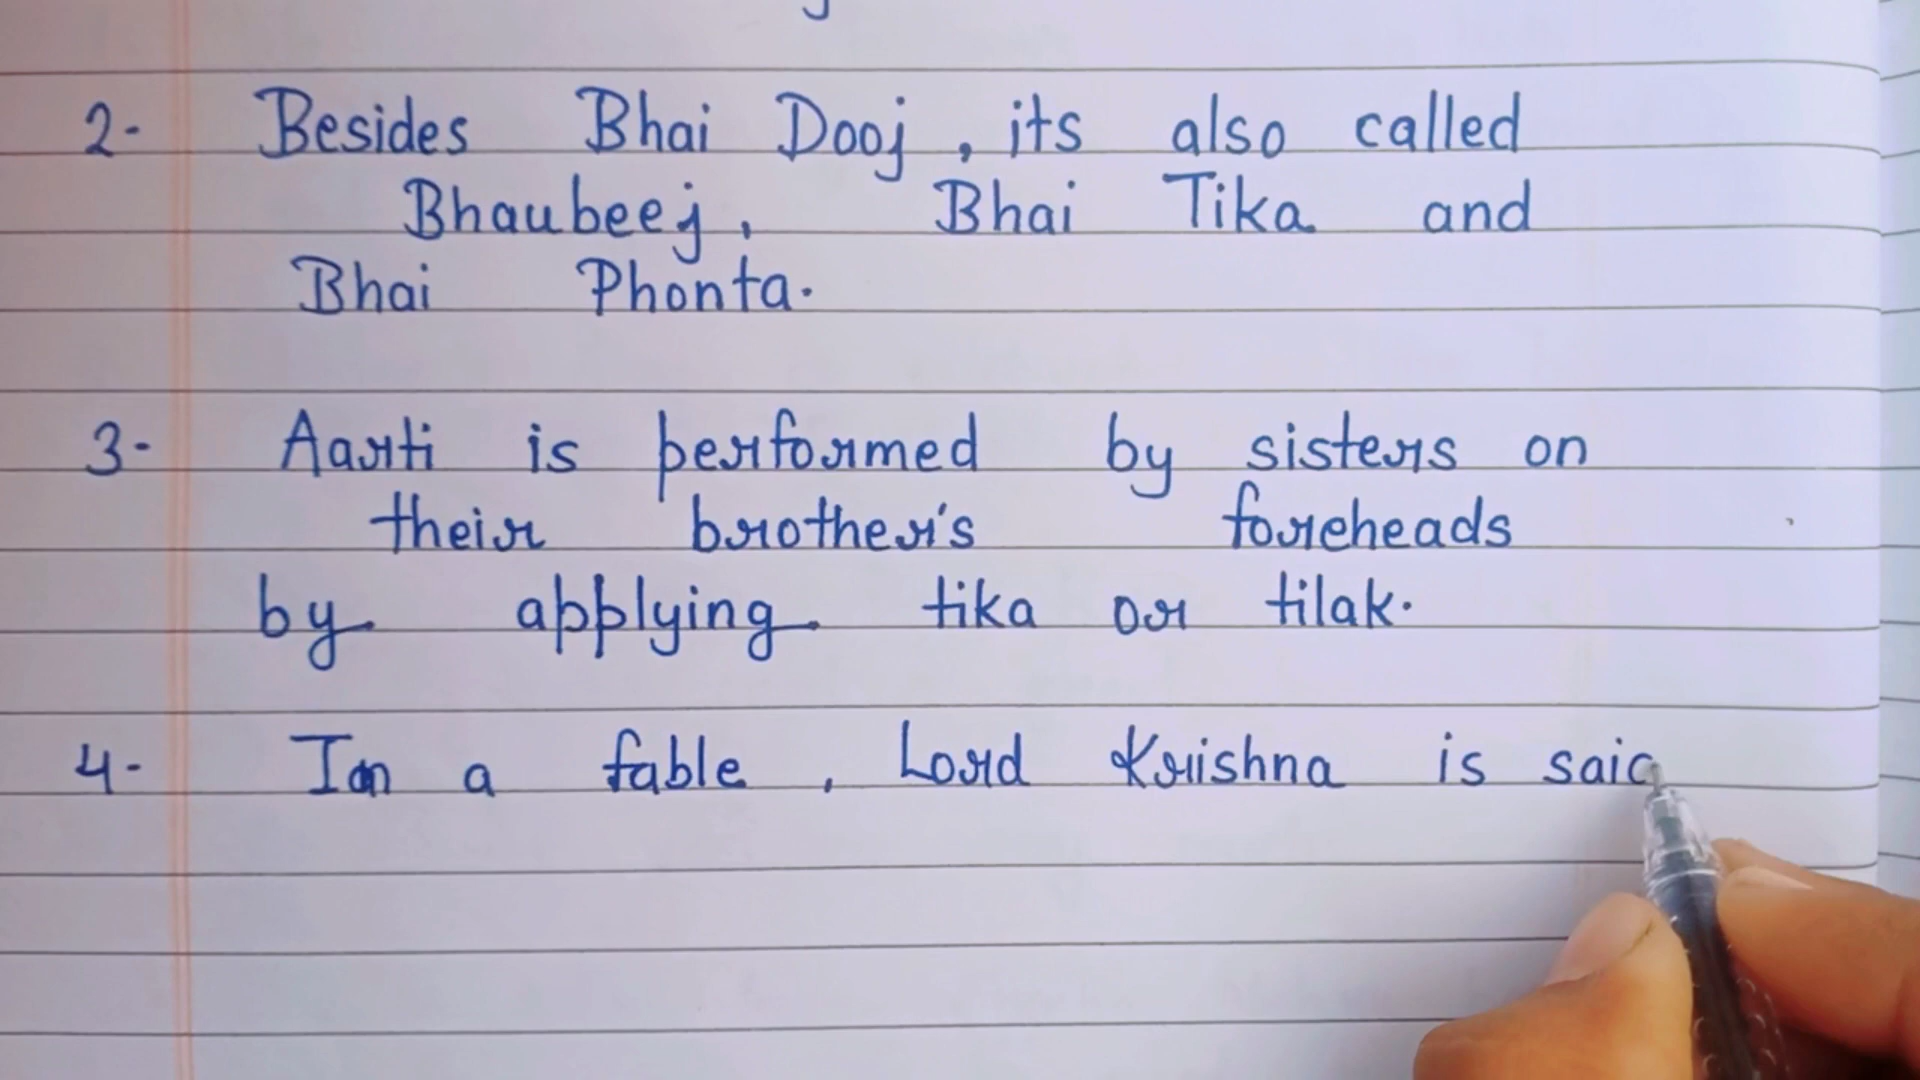 2- Besides Bhai Dooj, its also called
Bhaubeej, Bhai Tika and
Bhai Phonta.
3- Aarti is performed by sisters on
their brother's foreheads
by applying tika or tilak.
4- In a fable, Lord Krishna is saic